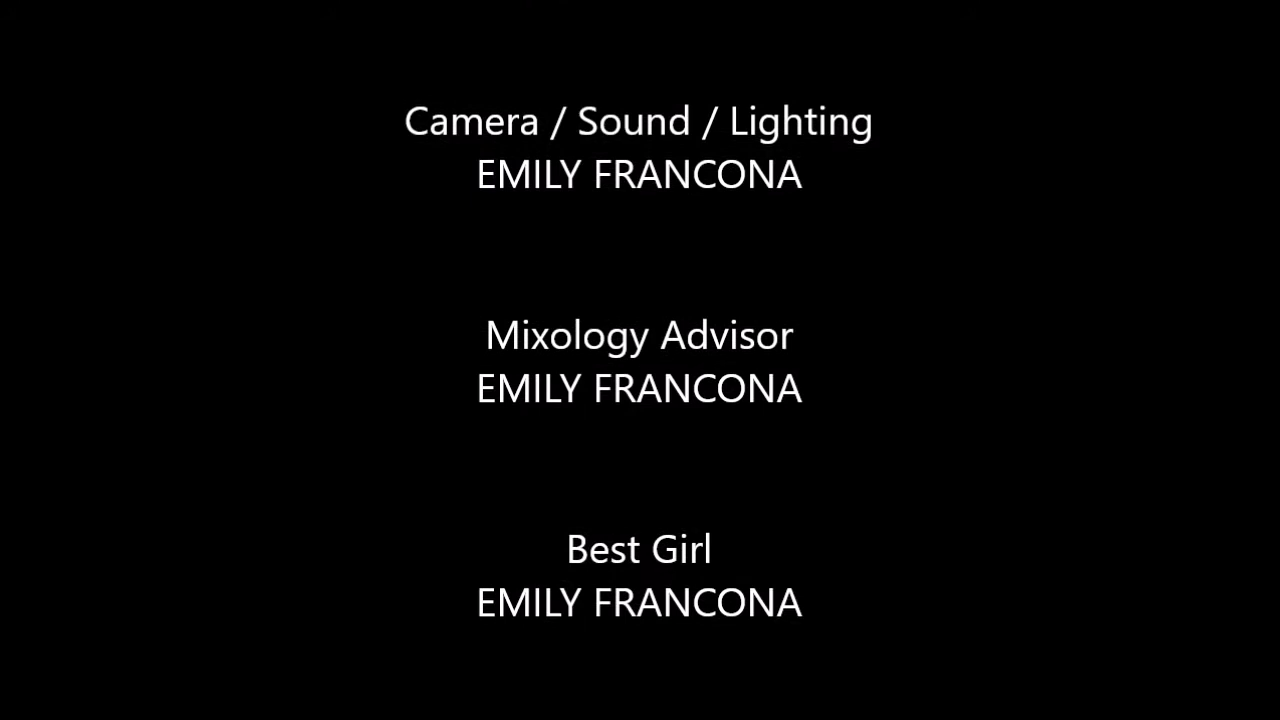 Camera / Sound / Lighting
EMILY FRANCONA
Mixology Advisor
EMILY FRANCONA
Best Girl
EMILY FRANCONA